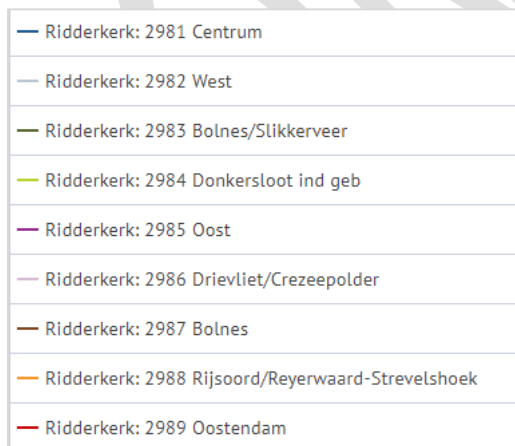 Ridderkerk: 2981 Centrum
Ridderkerk: 2982 West
Ridderkerk: 2983 Bolnes/Slikkerveer
Ridderkerk: 2984 Donkersloot ind geb
Ridderkerk: 2985 Oost
Ridderkerk: 2986 Drievliet/Crezeepolder
Ridderkerk: 2987 Bolnes
Ridderkerk: 2988 Rijsoord/Reyerwaard-Strevelshoek
Ridderkerk: 2989 Oostendam